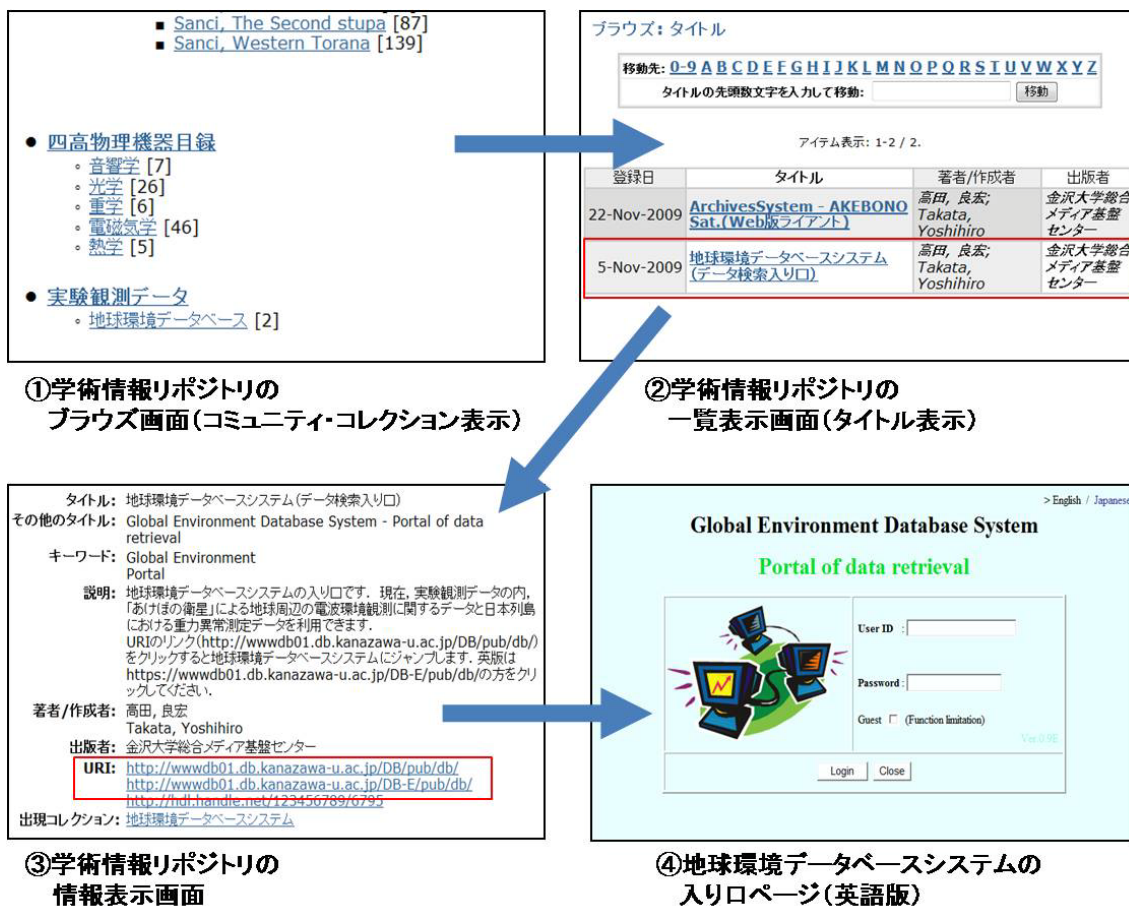 ▪ Sanci, The Second stupa [87]
▪ Sanci, Western Torana [139]
● 四高物理機器目録
◦ 音響学 [7]
◦ 光学 [26]
◦ 重学 [6]
◦ 電磁気学 [46]
◦ 熱学 [5]
● 実験観測データ
◦ 地球環境データベース [2]
①学術情報リポジトリの
ブラウズ画面(コミュニティ・コレクション表示)
ブラウズ: タイトル
移動先: 0-9 A B C D E F G H I J K L M N O P Q R S T U V W X Y Z
タイトルの先頭数文字を入力して移動: 移動
アイテム表示: 1-2 / 2.
登録日 タイトル 著者/作成者 出版者
22-Nov-2009 ArchivesSystem - AKEBONO Sat.(Web版ライアント) 高田, 良宏; Takata, Yoshihiro 金沢大学総合メディア基盤センター
5-Nov-2009 地球環境データベースシステム(データ検索入り口) 高田, 良宏; Takata, Yoshihiro 金沢大学総合メディア基盤センター
②学術情報リポジトリの
一覧表示画面(タイトル表示)
タイトル: 地球環境データベースシステム(データ検索入り口)
その他のタイトル: Global Environment Database System - Portal of data
retrieval
キーワード: Global Environment
Portal
説明: 地球環境データベースシステムの入り口です. 現在, 実験観測データの内,
「あけぼの衛星」による地球周辺の電波環境観測に関するデータと日本列島
における重力異常測定データを利用できます.
URIのリンク(http://wwwdb01.db.kanazawa-u.ac.jp/DB/pub/db/)
をクリックすると地球環境データベースシステムにジャンプします. 英版は
https://wwwdb01.db.kanazawa-u.ac.jp/DB-E/pub/db/の方をクリ
ックしてください.
著者/作成者: 高田, 良宏
Takata, Yoshihiro
出版者: 金沢大学総合メディア基盤センター
URI: http://wwwdb01.db.kanazawa-u.ac.jp/DB/pub/db/
http://wwwdb01.db.kanazawa-u.ac.jp/DB-E/pub/db/
http://hdl.handle.net/123456789/6795
出現コレクション: 地球環境データベースシステム
③学術情報リポジトリの
情報表示画面
> English / Japanese
Global Environment Database System
Portal of data retrieval
User ID :
Password :
Guest (Function limitation)
Ver.0.9E
Login Close
④地球環境データベースシステムの
入り口ページ(英語版)